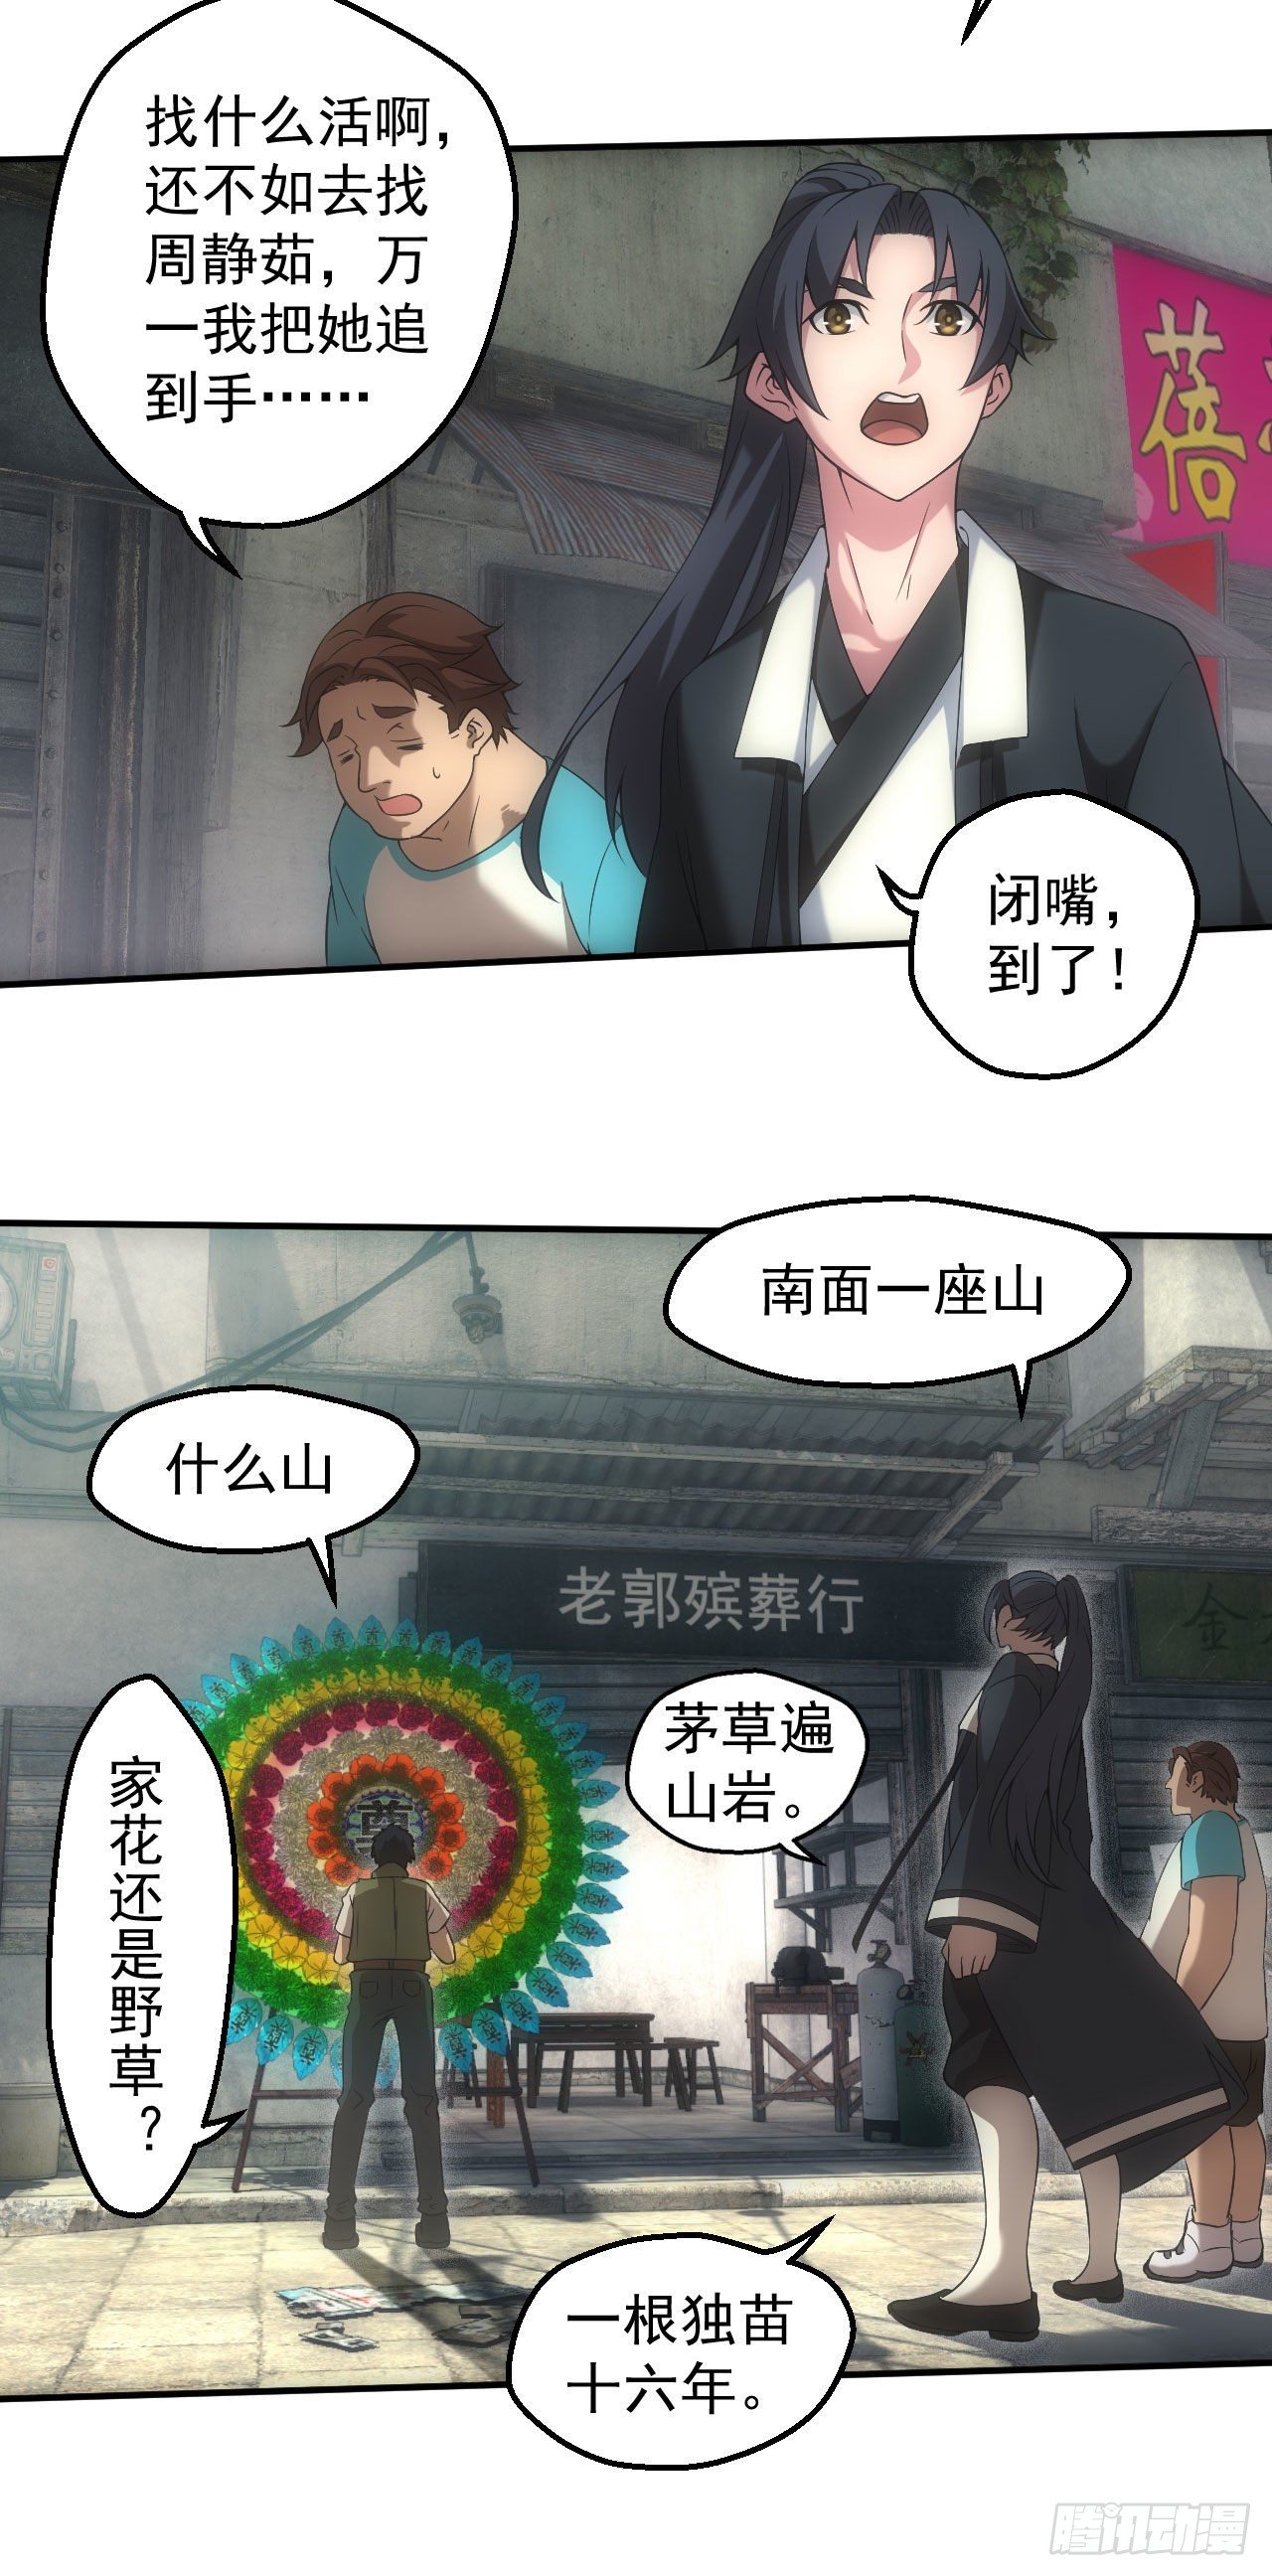 找什么活啊，
还不如去找
周静茹，万
一我把她追
到手……
蓓
闭嘴，
到了！
南面一座山
什么山
老郭殡葬行
金
茅草遍
山岩。
家花还是野草？
一根独苗
十六年。
腾讯动漫